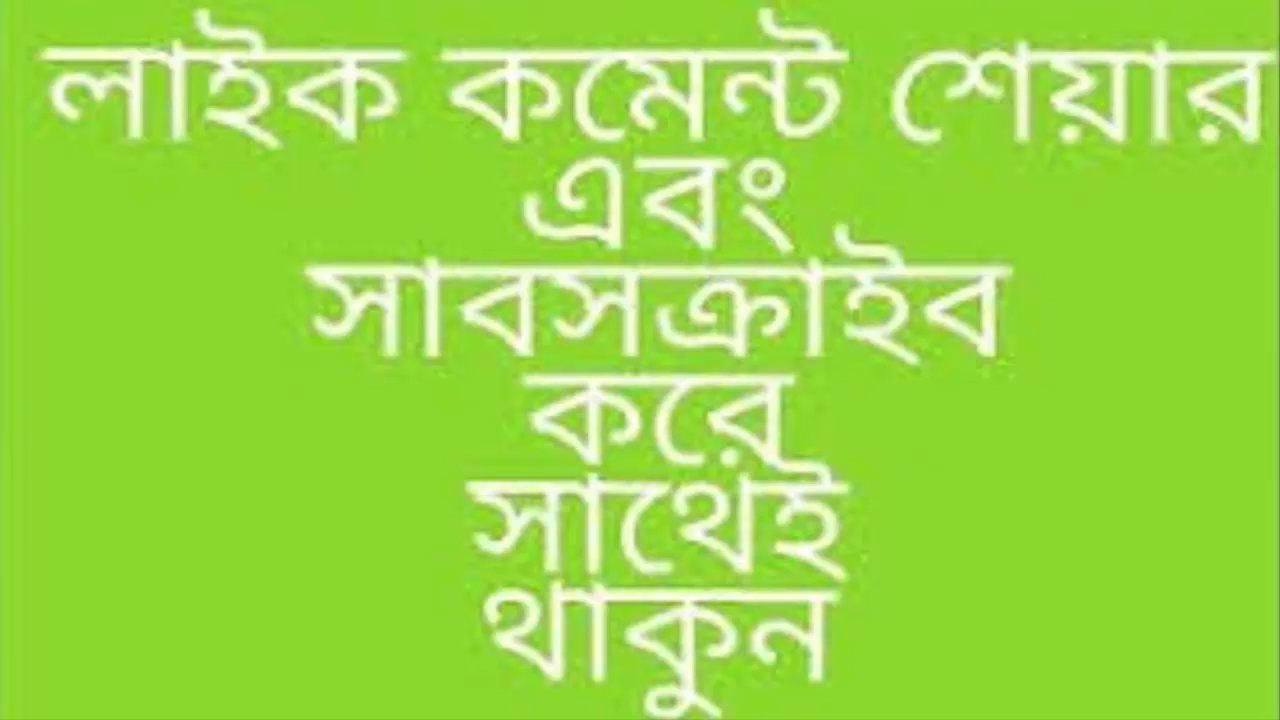 লাইক কমেন্ট শেয়ার
এবং
সাবসক্রাইব
করে
সাথেই
থাকুন